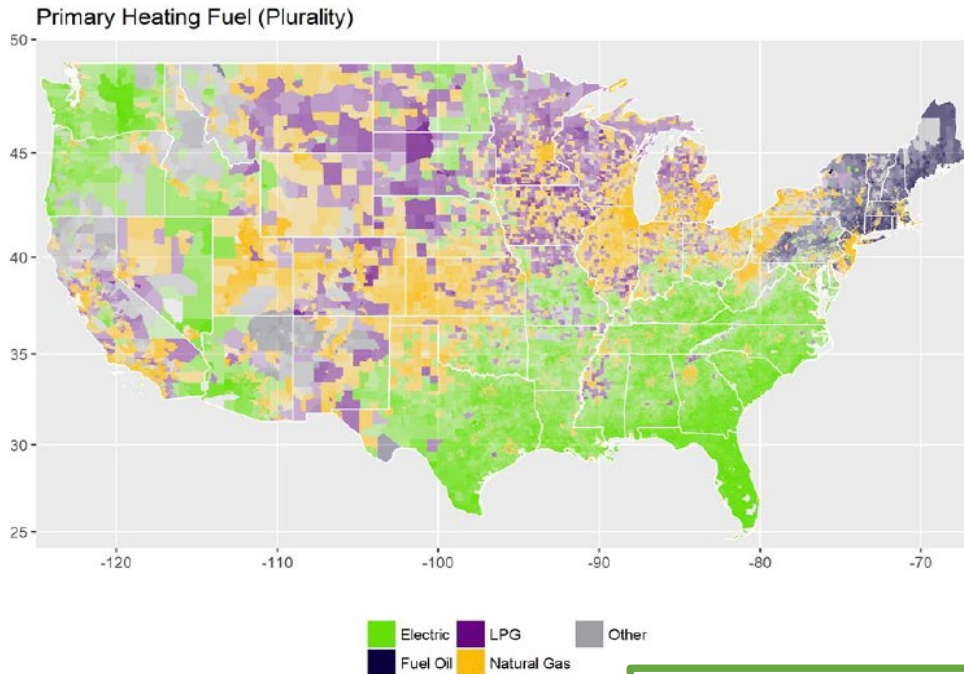 Primary Heating Fuel (Plurality)
50
45
40
35
30
25
-120 -110 -100 -90 -80 -70
Electric LPG Other
Fuel Oil Natural Gas